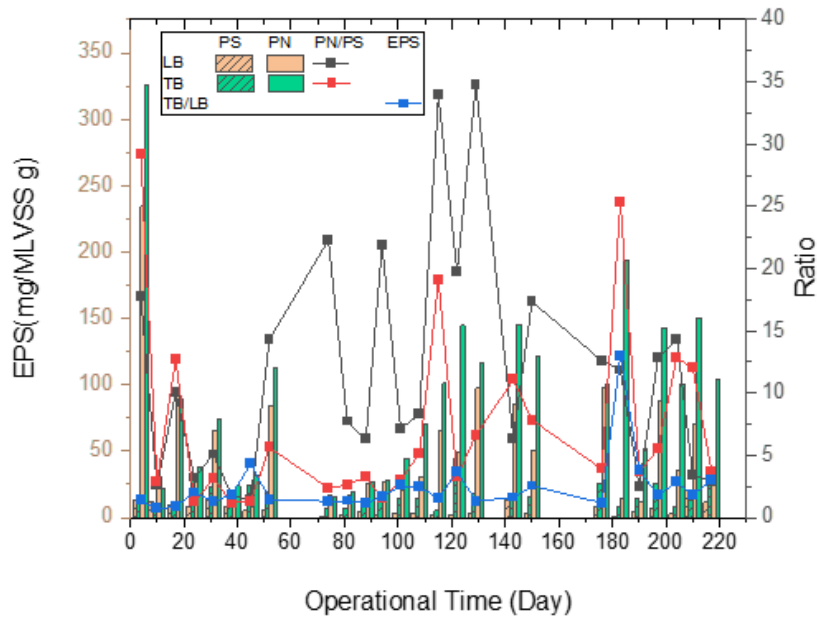 350
300
250
200
150
100
50
0
EPS(mg/MLVSS g)
PS PN PN/PS EPS
LB
TB
TB/LB
40
35
30
25
20
15
10
5
0
Ratio
0 20 40 60 80 100 120 140 160 180 200 220
Operational Time (Day)